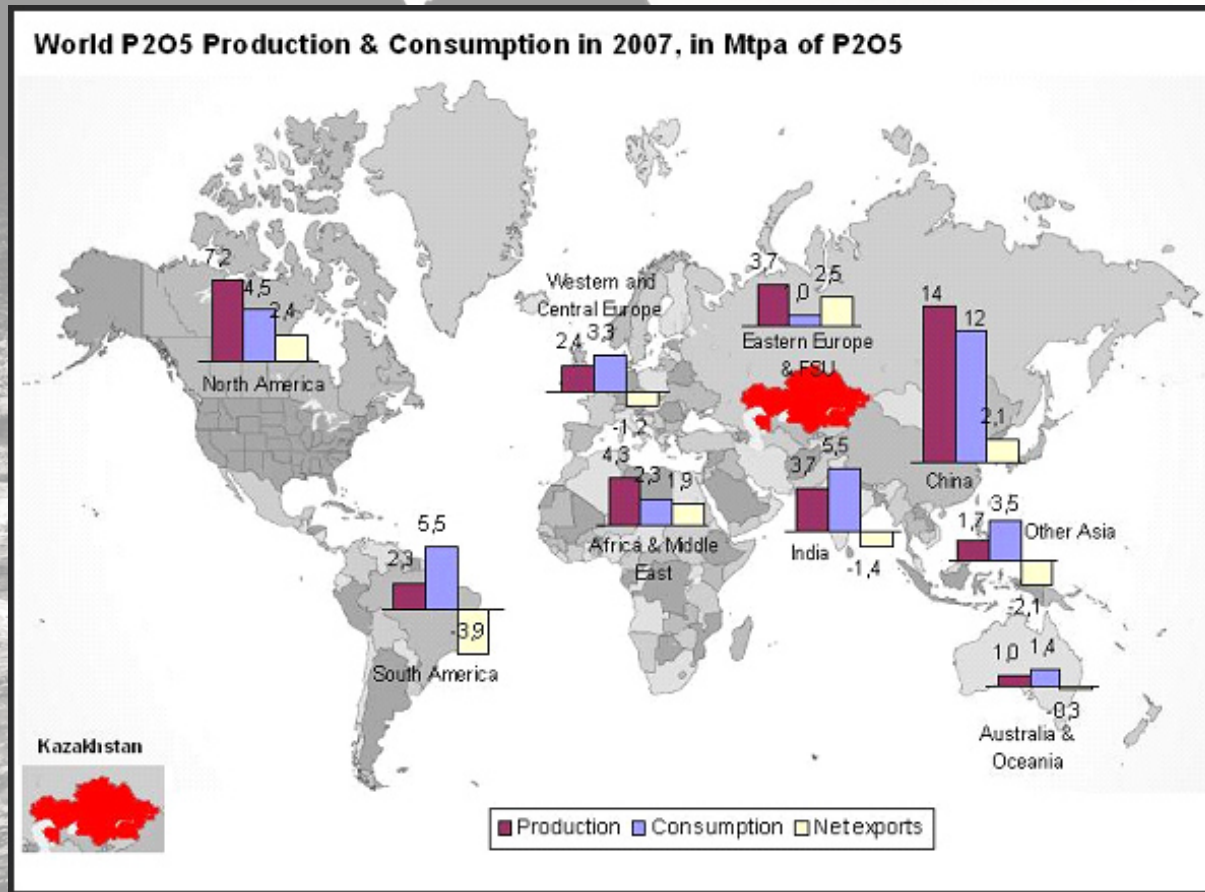 World P2O5 Production & Consumption in 2007, in Mtpa of P2O5
7,2
4,5
2,4
North America
Western and
Central Europe
2,4
3,3
-1,2
3,7
1,0
2,5
Eastern Europe
& FSU
14
12
2,1
China
4,3
2,3
1,9
Africa & Middle
East
3,7
5,5
-1,4
India
1,7
3,5
-2,1
Other Asia
2,3
5,5
-3,9
South America
1,0
1,4
-0,3
Australia &
Oceania
Kazakhstan
Production
Consumption
Net exports